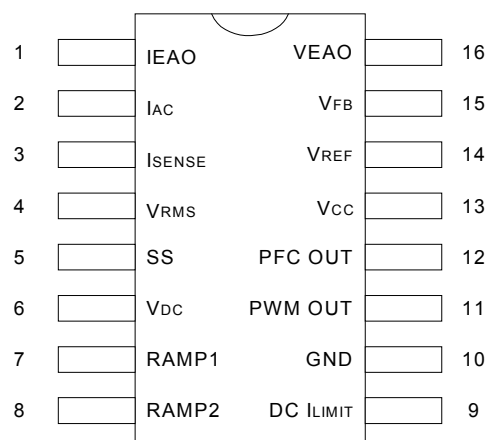 1 IEAO VEAO 16
2 IAC VFB 15
3 ISENSE VREF 14
4 VRMS VCC 13
5 SS PFC OUT 12
6 VDC PWM OUT 11
7 RAMP1 GND 10
8 RAMP2 DC ILIMIT 9